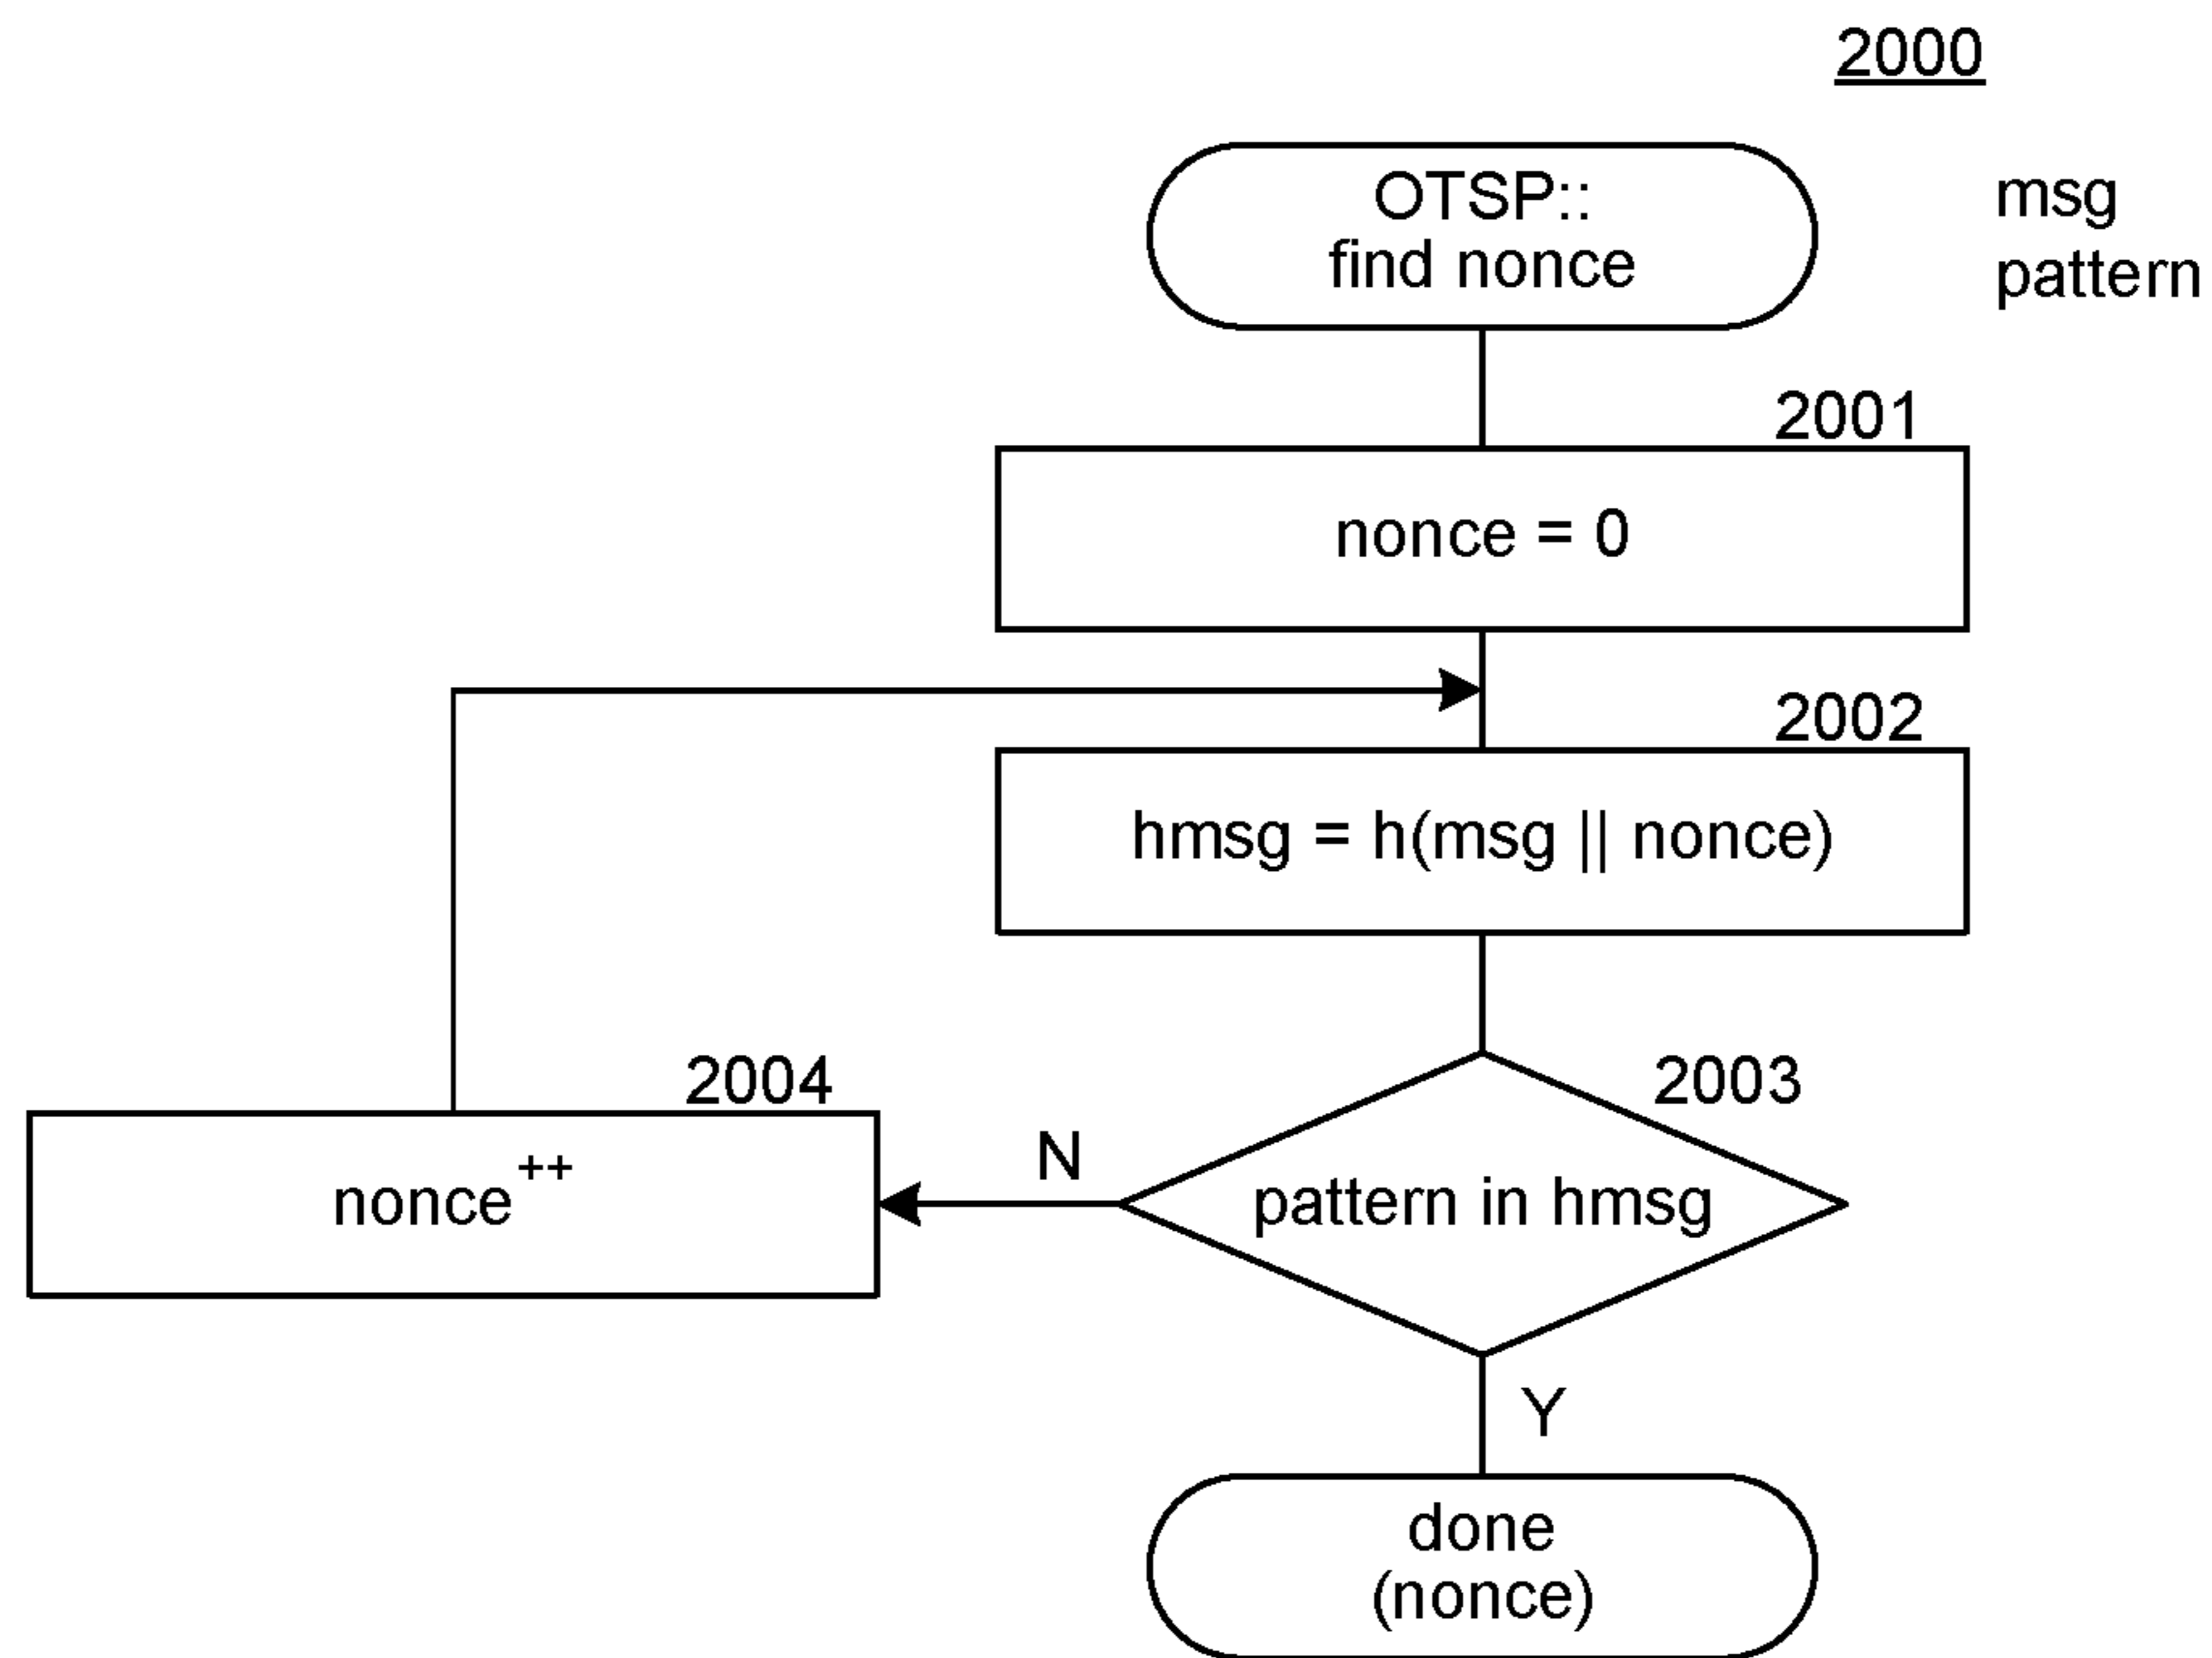 2000
OTSP::
find nonce
msg
pattern
2001
nonce = 0
2002
hmsg = h(msg || nonce)
2003
pattern in hmsg
N
2004
nonce++
Y
done
(nonce)